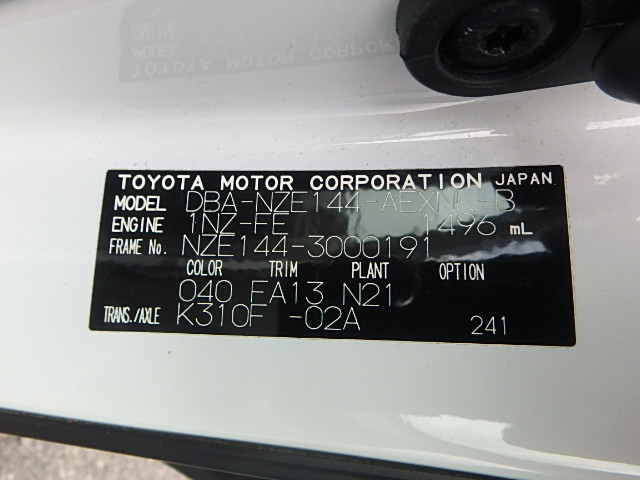 TOYOTA MOTOR CORPORATION JAPAN
MODEL DBA-NZE144-AEXNK-B
ENGINE 1NZ-FE 1496 mL
FRAME No. NZE144-3000191
COLOR TRIM PLANT OPTION
040 FA13 N21
TRANS./AXLE K310F -02A
241